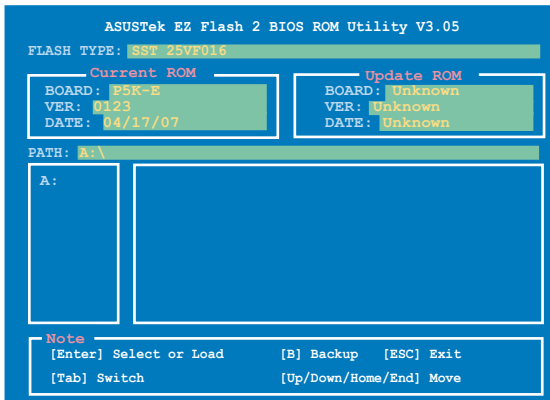 ASUSTek EZ Flash 2 BIOS ROM Utility V3.05
FLASH TYPE: SST 25VF016
Current ROM
BOARD: P5K-E
VER: 0123
DATE: 04/17/07
Update ROM
BOARD: Unknown
VER: Unknown
DATE: Unknown
PATH: A:\
A:
Note
[Enter] Select or Load [B] Backup [ESC] Exit
[Tab] Switch [Up/Down/Home/End] Move